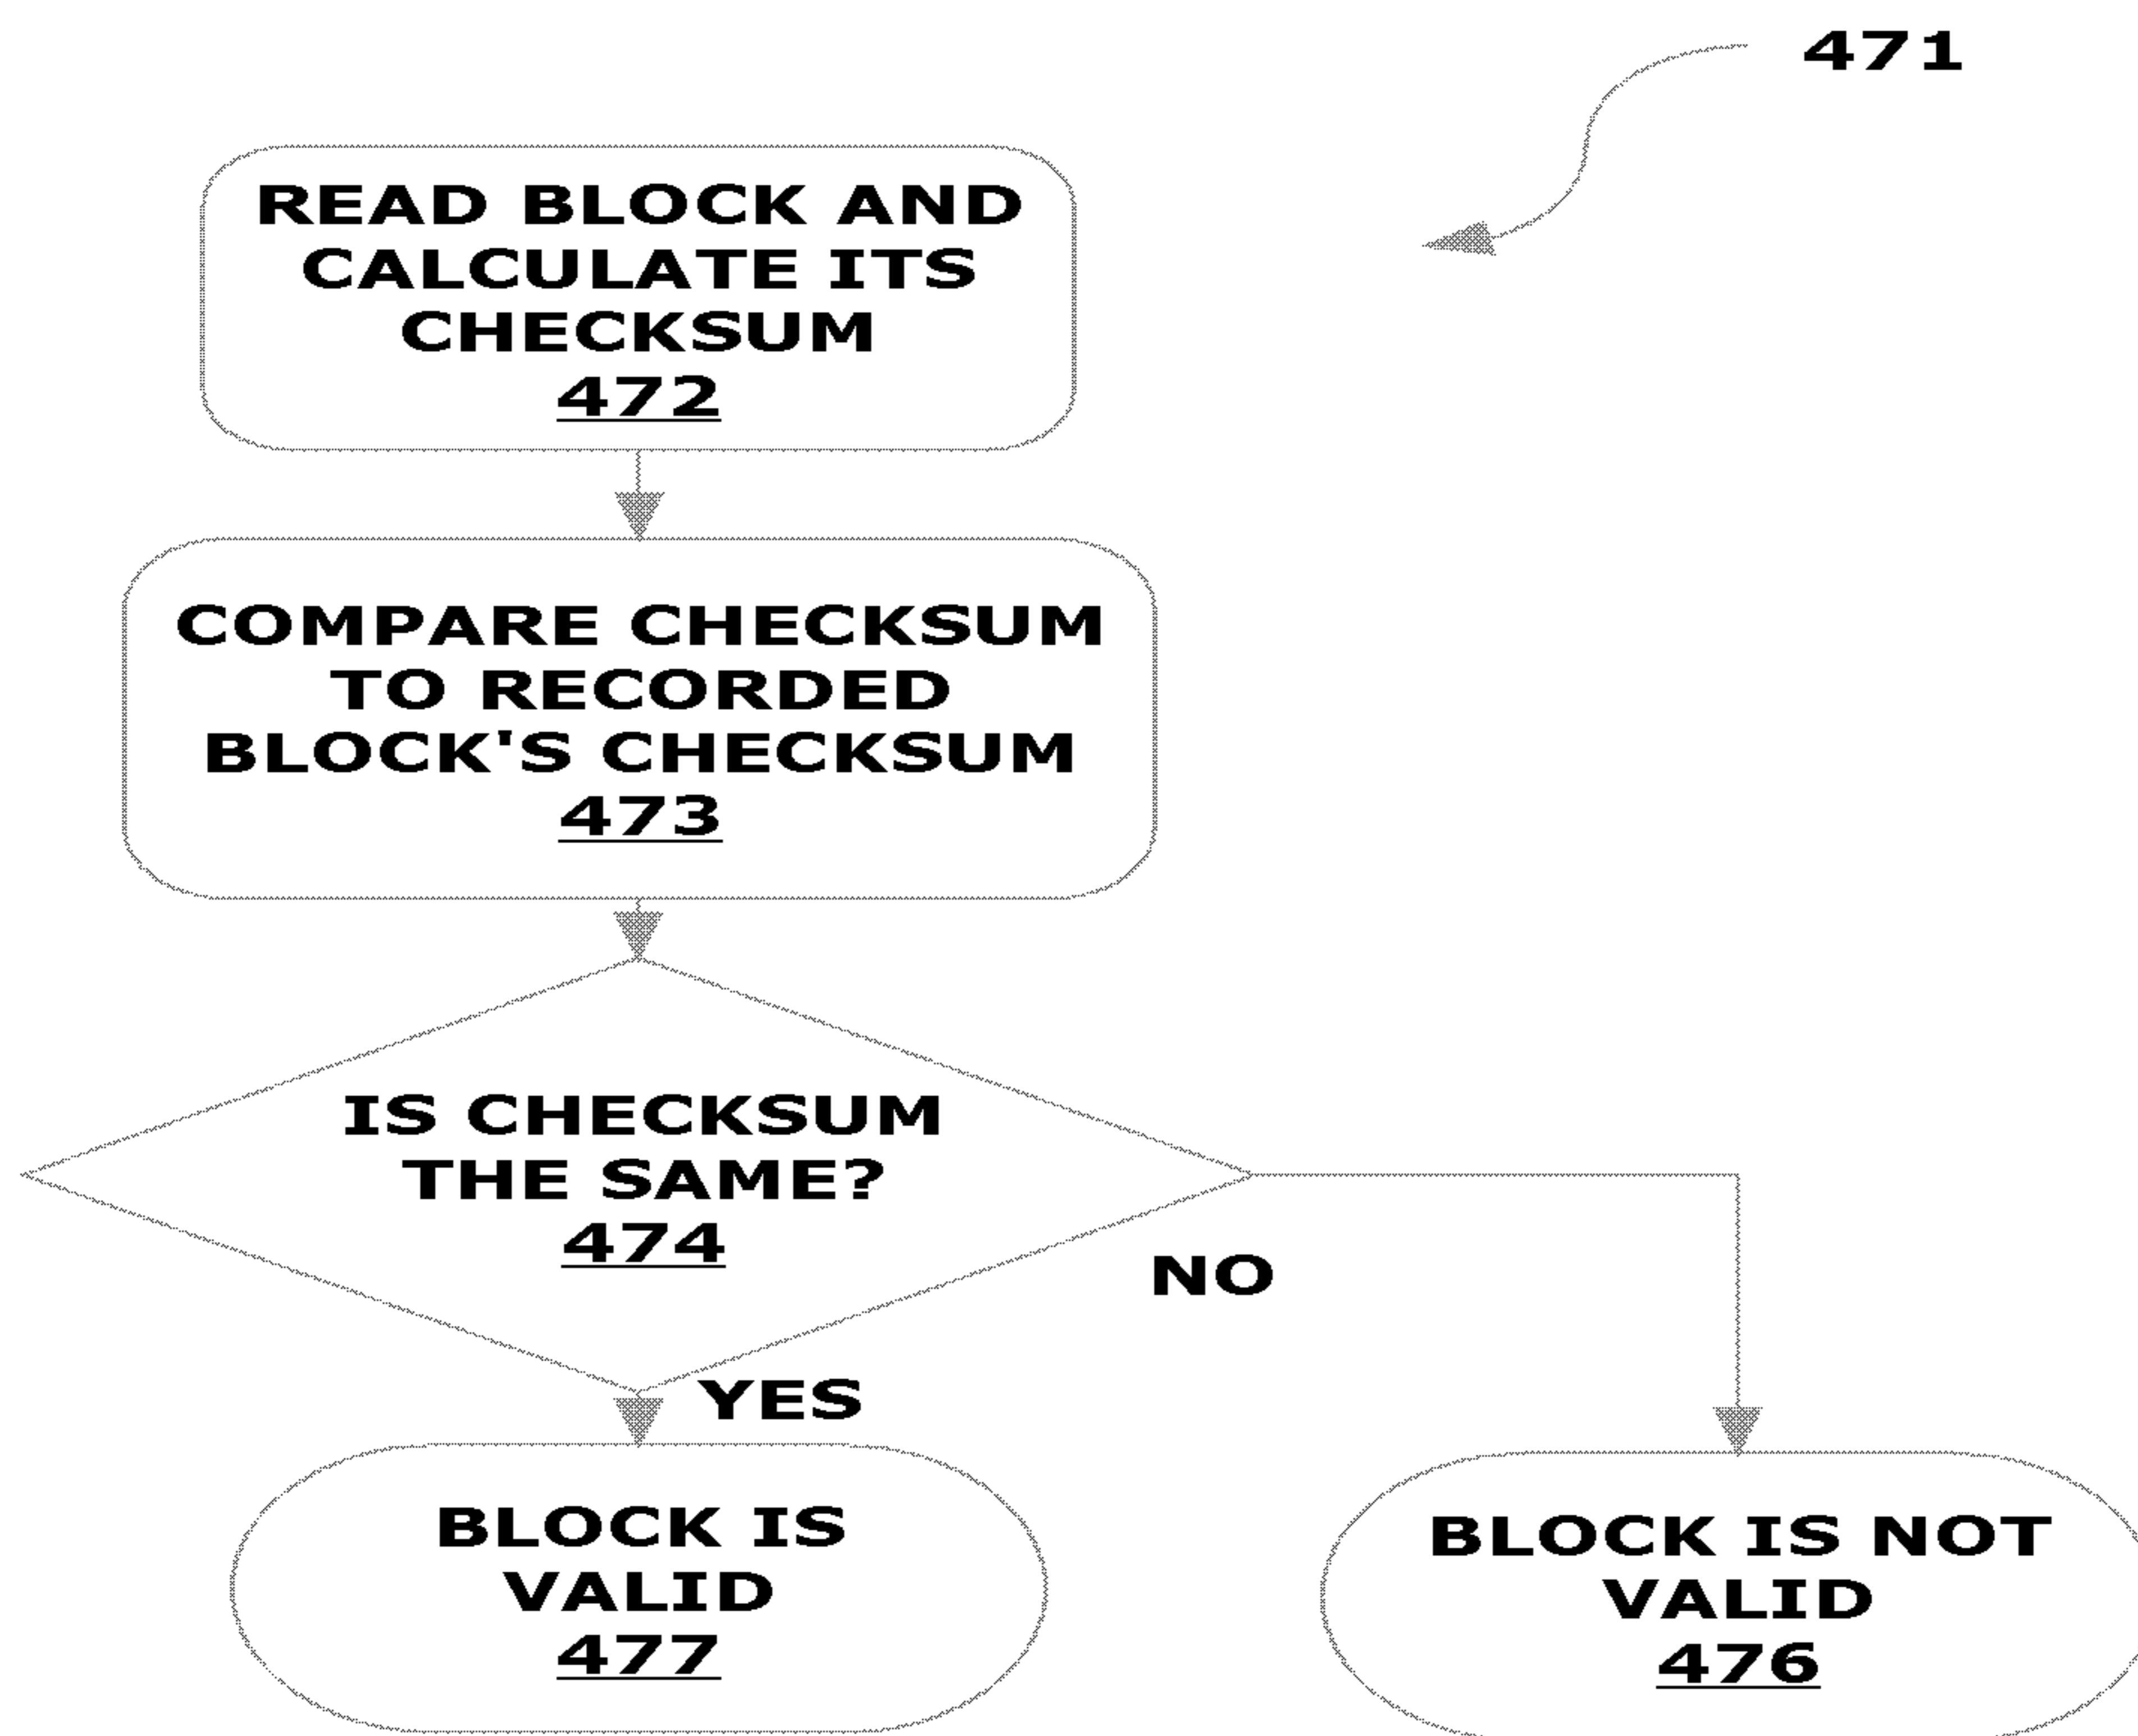 471
READ BLOCK AND
CALCULATE ITS
CHECKSUM
472
COMPARE CHECKSUM
TO RECORDED
BLOCK'S CHECKSUM
473
IS CHECKSUM
THE SAME?
474
NO
YES
BLOCK IS
VALID
477
BLOCK IS NOT
VALID
476